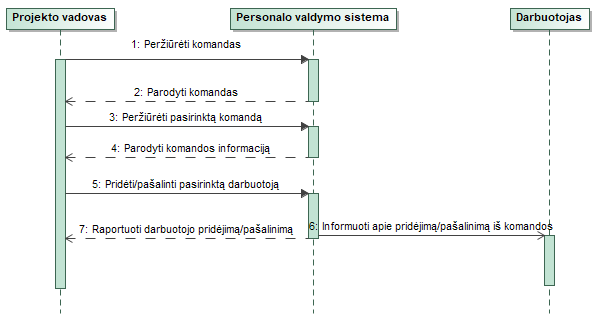 Projekto vadovas
Personalo valdymo sistema
Darbuotojas
1: Peržiūrėti komandas
2: Parodyti komandas
3: Peržiūrėti pasirinktą komandą
4: Parodyti komandos informaciją
5: Pridėti/pašalinti pasirinktą darbuotoją
6: Informuoti apie pridėjimą/pašalinimą iš komandos
7: Raportuoti darbuotojo pridėjimą/pašalinimą